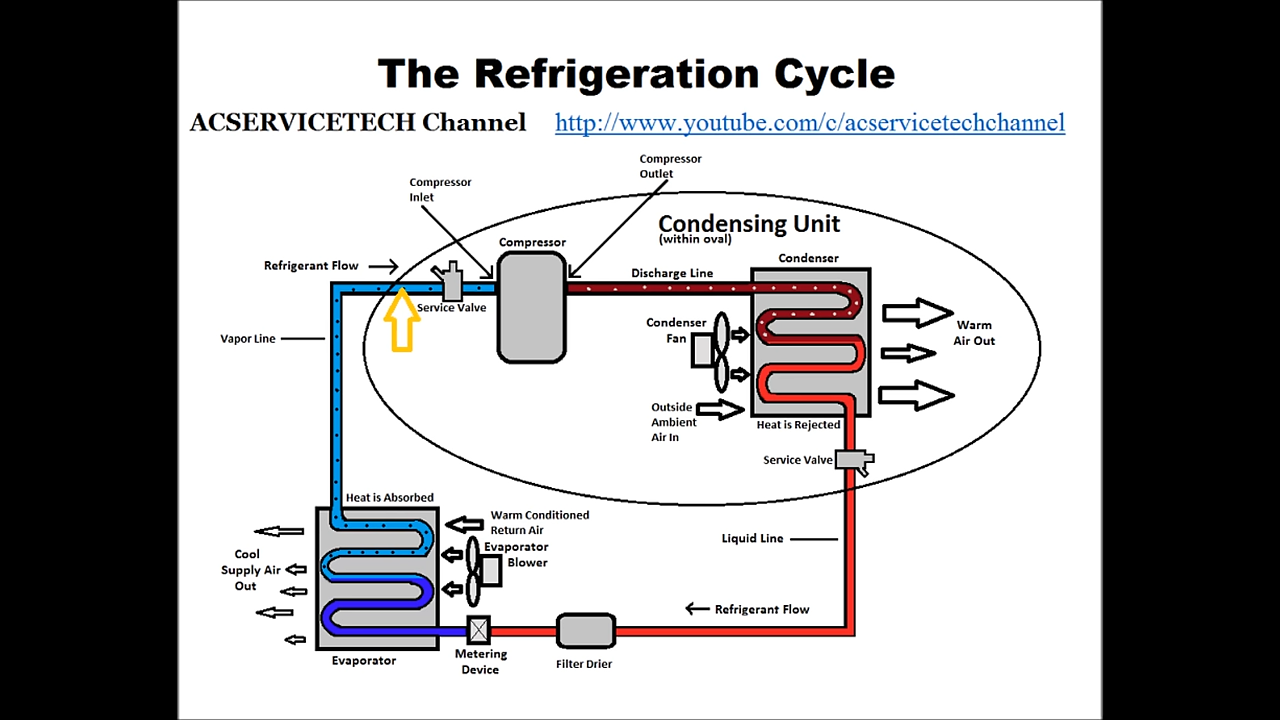 The Refrigeration Cycle
ACSERVICETECH Channel http://www.youtube.com/c/acservicetechchannel
Compressor
Outlet
Compressor
Inlet
Condensing Unit
(within oval)
Compressor
Condenser
Refrigerant Flow
Discharge Line
Service Valve
Condenser
Fan
Warm
Air Out
Vapor Line
Outside
Ambient
Air In
Heat is Rejected
Service Valve
Heat is Absorbed
Warm Conditioned
Return Air
Evaporator
Blower
Liquid Line
Cool
Supply Air
Out
Refrigerant Flow
Metering
Device
Evaporator
Filter Drier